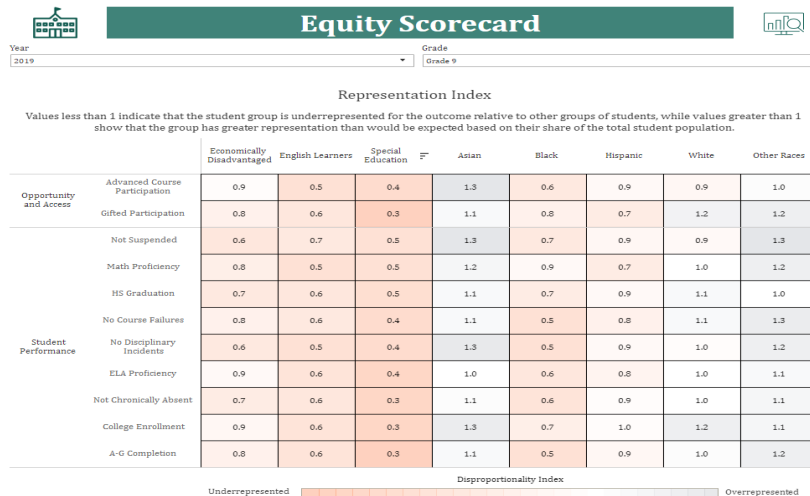 Equity Scorecard
Year
Grade
2019
Grade 9
Representation Index
Values less than 1 indicate that the student group is underrepresented for the outcome relative to other groups of students, while values greater than 1
show that the group has greater representation than would be expected based on their share of the total student population.
Economically Disadvantaged English Learners Special Education Asian Black Hispanic White Other Races
Opportunity and Access
Advanced Course Participation 0.9 0.5 0.4 1.3 0.6 0.9 0.9 1.0
Gifted Participation 0.8 0.6 0.3 1.1 0.8 0.7 1.2 1.2
Student Performance
Not Suspended 0.6 0.7 0.5 1.3 0.7 0.9 0.9 1.3
Math Proficiency 0.8 0.5 0.5 1.2 0.9 0.7 1.0 1.2
HS Graduation 0.7 0.6 0.5 1.1 0.7 0.9 1.1 1.0
No Course Failures 0.8 0.6 0.4 1.1 0.5 0.8 1.1 1.3
No Disciplinary Incidents 0.6 0.5 0.4 1.3 0.5 0.9 1.0 1.2
ELA Proficiency 0.9 0.6 0.4 1.0 0.6 0.8 1.0 1.1
Not Chronically Absent 0.7 0.6 0.3 1.1 0.6 0.9 1.0 1.1
College Enrollment 0.9 0.6 0.3 1.3 0.7 1.0 1.2 1.1
A-G Completion 0.8 0.6 0.3 1.1 0.5 0.9 1.0 1.2
Disproportionality Index
Underrepresented
Overrepresented